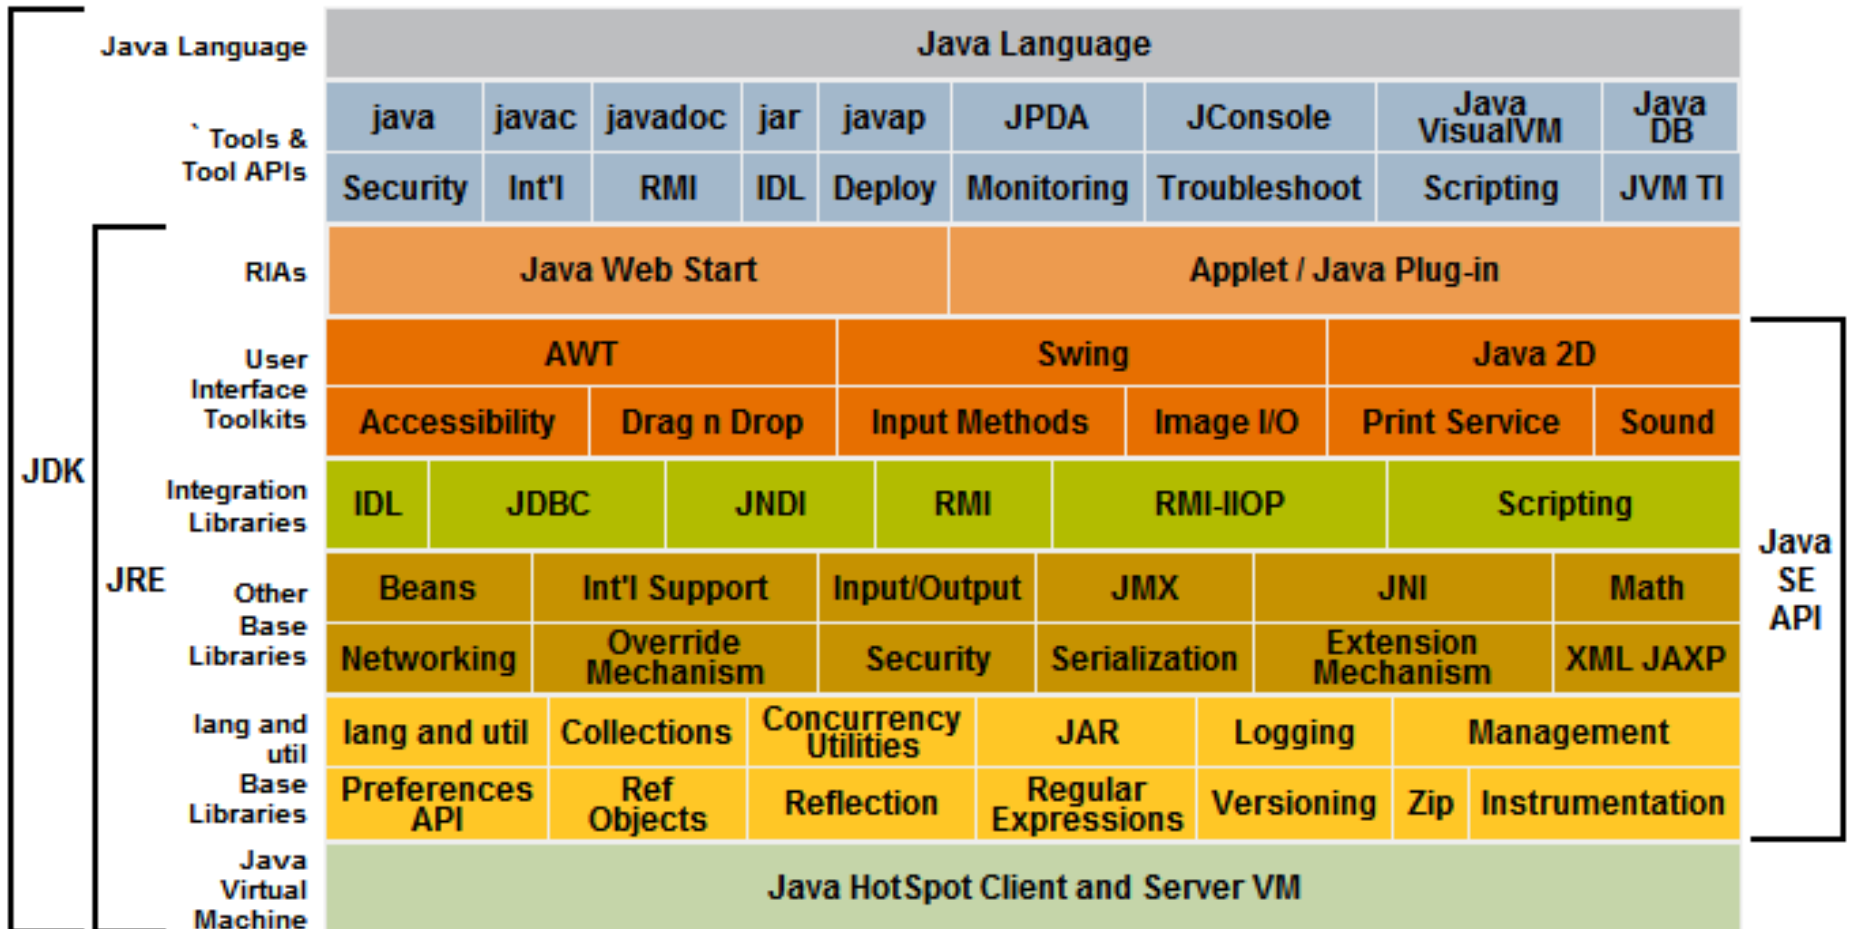 Java Language
Java Language
` Tools &
Tool APIs
java javac javadoc jar javap JPDA JConsole Java VisualVM Java DB
Security Int'l RMI IDL Deploy Monitoring Troubleshoot Scripting JVM TI
RIAs
Java Web Start Applet / Java Plug-in
User
Interface
Toolkits
AWT Swing Java 2D
Accessibility Drag n Drop Input Methods Image I/O Print Service Sound
Integration
Libraries
IDL JDBC JNDI RMI RMI-IIOP Scripting
Other
Base
Libraries
Beans Int'l Support Input/Output JMX JNI Math
Networking Override Mechanism Security Serialization Extension Mechanism XML JAXP
lang and
util
Base
Libraries
lang and util Collections Concurrency Utilities JAR Logging Management
Preferences API Ref Objects Reflection Regular Expressions Versioning Zip Instrumentation
Java
Virtual
Machine
Java HotSpot Client and Server VM
JDK
JRE
Java
SE
API